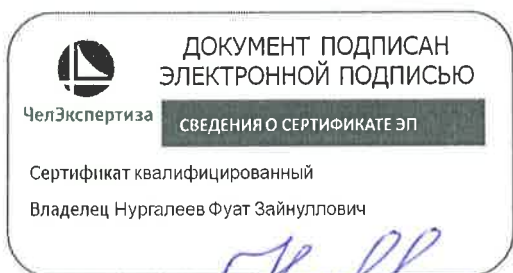 ДОКУМЕНТ ПОДПИСАН
ЭЛЕКТРОННОЙ ПОДПИСЬЮ
ЧелЭкспертиза
СВЕДЕНИЯ О СЕРТИФИКАТЕ ЭП
Сертификат квалифицированный
Владелец Нургалеев Фуат Зайнуллович